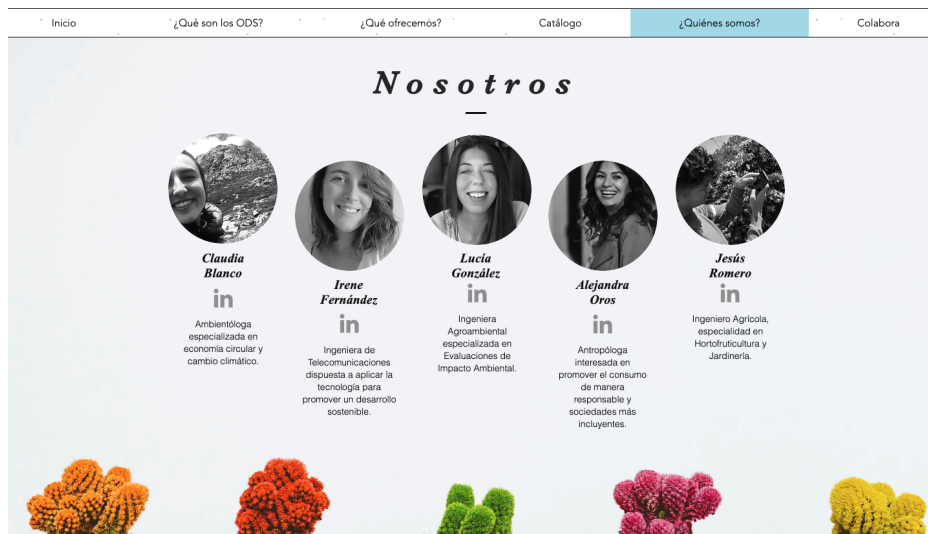 Inicio
¿Qué son los ODS?
¿Qué ofrecemos?
Catálogo
¿Quiénes somos?
Colabora
Nosotros
Claudia
Blanco
in
Ambientóloga
especializada en
economía circular y
cambio climático.
Irene
Fernández
in
Ingeniera de
Telecomunicaciones
dispuesta a aplicar la
tecnología para
promover un desarrollo
sostenible.
Lucía
González
in
Ingeniera
Agroambiental
especializada en
Evaluaciones de
Impacto Ambiental.
Alejandra
Oros
in
Antropóloga
interesada en
promover el consumo
de manera
responsable y
sociedades más
incluyentes.
Jesús
Romero
in
Ingeniero Agrícola,
especialidad en
Hortofruticultura y
Jardinería.